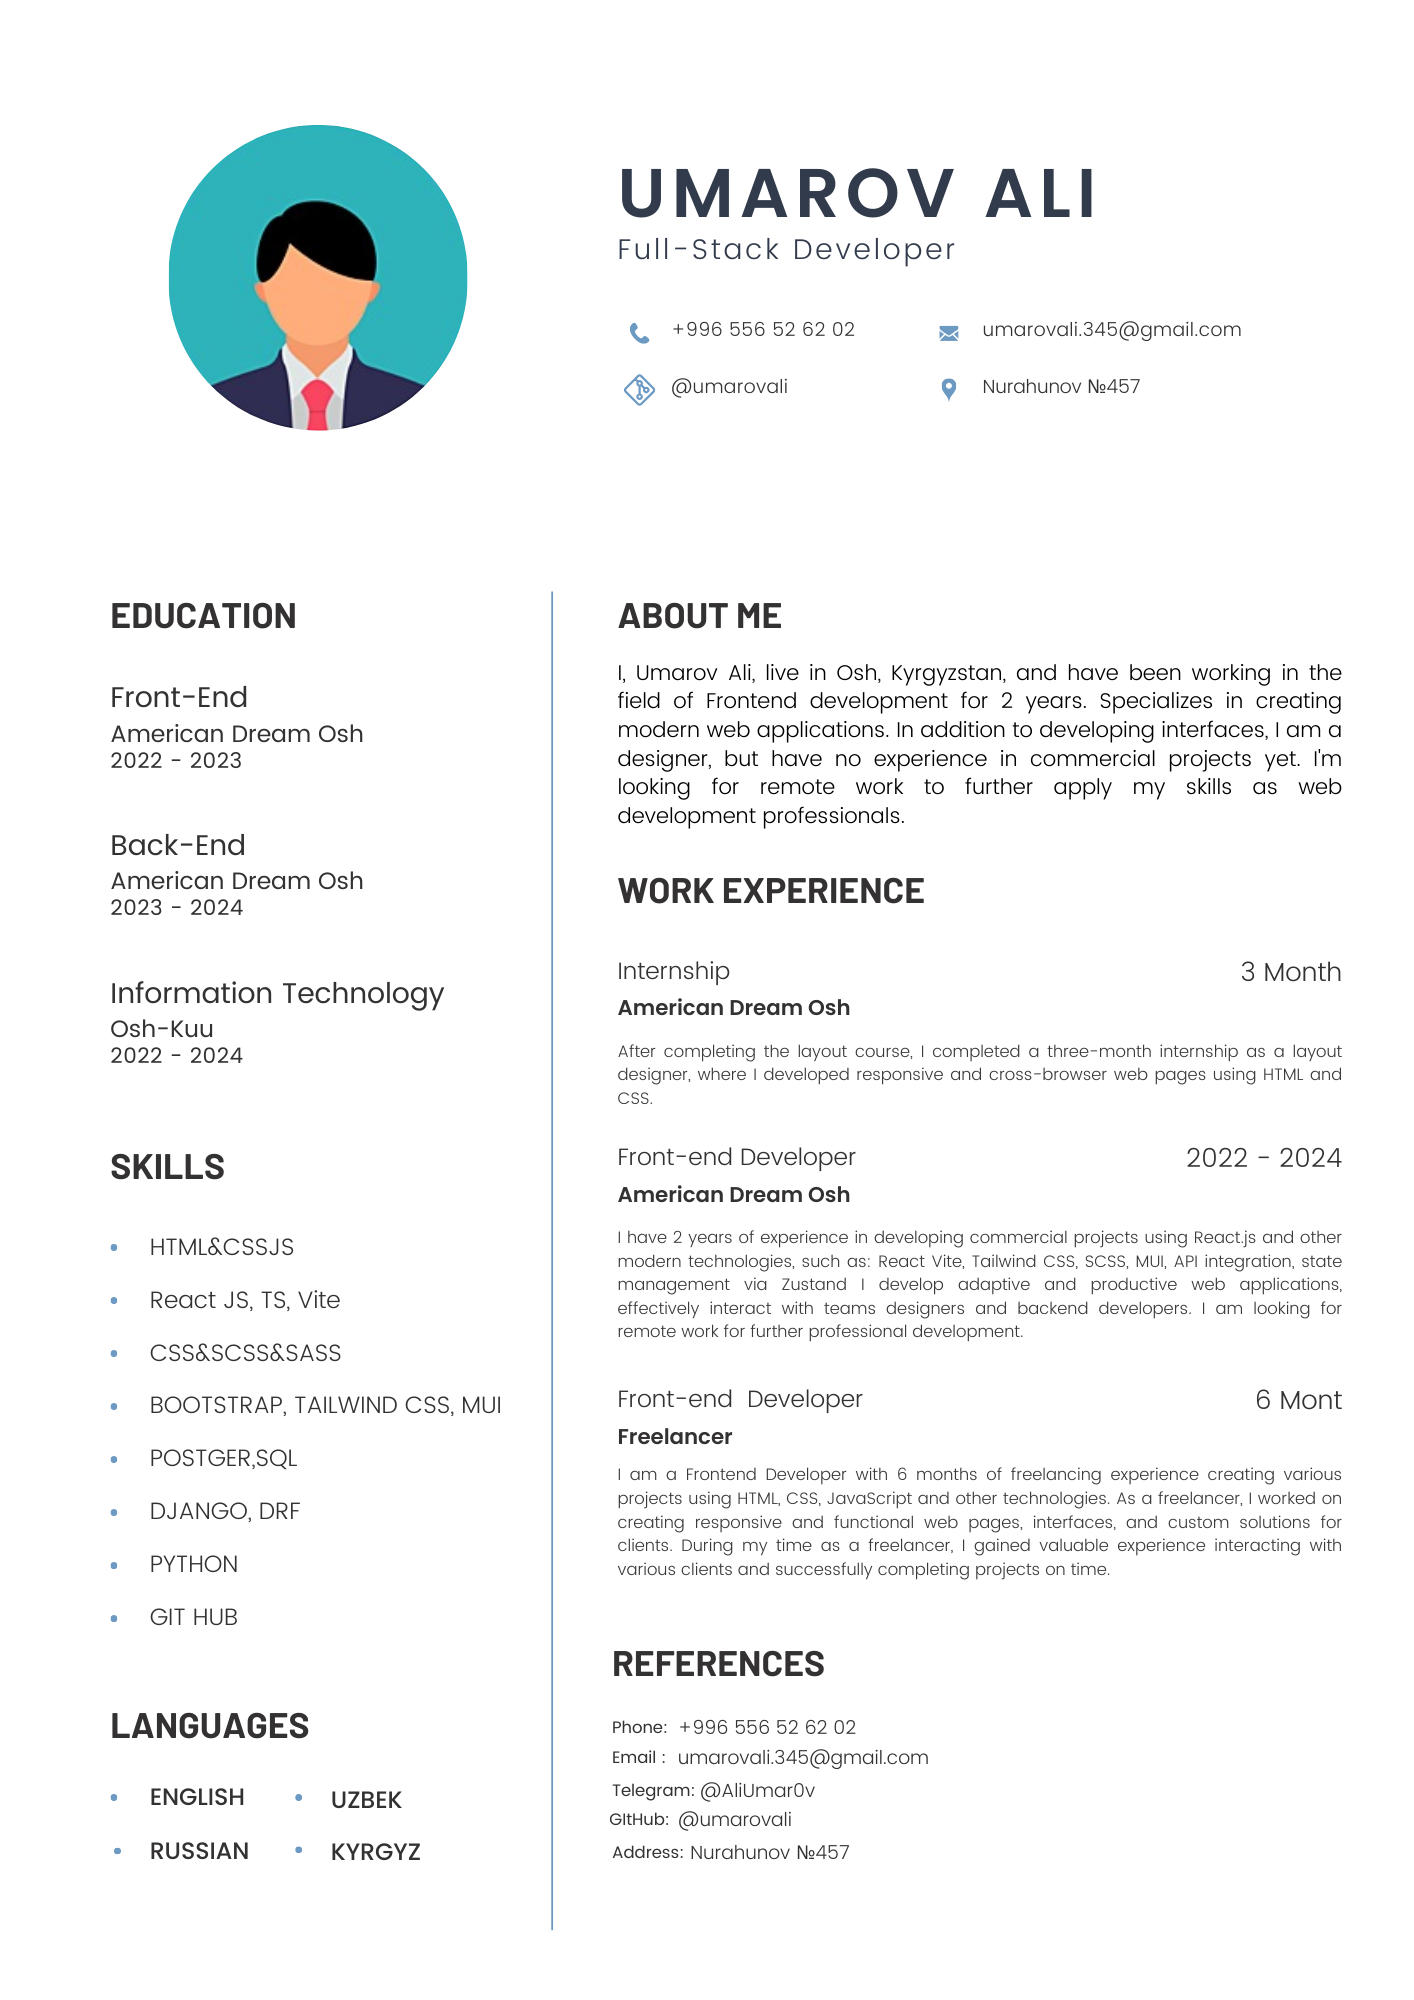 UMAROV ALI
Full-Stack Developer
+996 556 52 62 02
umarovali.345@gmail.com
@umarovali
Nurahunov №457
EDUCATION
Front-End
American Dream Osh
2022 - 2023
Back-End
American Dream Osh
2023 - 2024
Information Technology
Osh-Kuu
2022 - 2024
SKILLS
HTML&CSSJS
React JS, TS, Vite
CSS&SCSS&SASS
BOOTSTRAP, TAILWIND CSS, MUI
POSTGER,SQL
DJANGO, DRF
PYTHON
GIT HUB
LANGUAGES
ENGLISH
UZBEK
RUSSIAN
KYRGYZ
ABOUT ME
I, Umarov Ali, live in Osh, Kyrgyzstan, and have been working in the
field of Frontend development for 2 years. Specializes in creating
modern web applications. In addition to developing interfaces, I am a
designer, but have no experience in commercial projects yet. I'm
looking for remote work to further apply my skills as web
development professionals.
WORK EXPERIENCE
Internship
3 Month
American Dream Osh
After completing the layout course, I completed a three-month internship as a layout
designer, where I developed responsive and cross-browser web pages using HTML and
CSS.
Front-end Developer
2022 - 2024
American Dream Osh
I have 2 years of experience in developing commercial projects using React.js and other
modern technologies, such as: React Vite, Tailwind CSS, SCSS, MUI, API integration, state
management via Zustand I develop adaptive and productive web applications,
effectively interact with teams designers and backend developers. I am looking for
remote work for further professional development.
Front-end Developer
6 Mont
Freelancer
I am a Frontend Developer with 6 months of freelancing experience creating various
projects using HTML, CSS, JavaScript and other technologies. As a freelancer, I worked on
creating responsive and functional web pages, interfaces, and custom solutions for
clients. During my time as a freelancer, I gained valuable experience interacting with
various clients and successfully completing projects on time.
REFERENCES
Phone: +996 556 52 62 02
Email : umarovali.345@gmail.com
Telegram: @AliUmar0v
GItHub: @umarovali
Address: Nurahunov №457